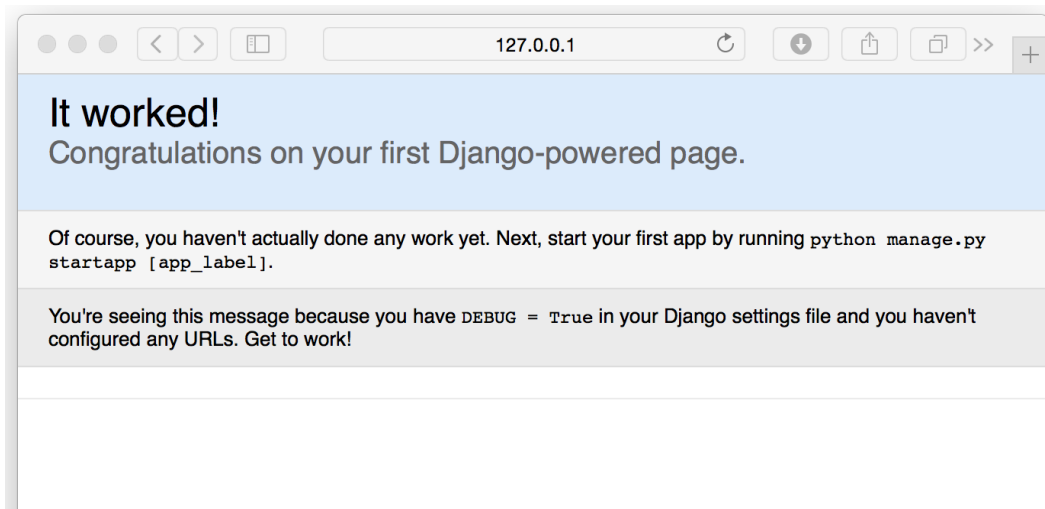 127.0.0.1
It worked!
Congratulations on your first Django-powered page.
Of course, you haven't actually done any work yet. Next, start your first app by running python manage.py
startapp [app_label].
You're seeing this message because you have DEBUG = True in your Django settings file and you haven't
configured any URLs. Get to work!